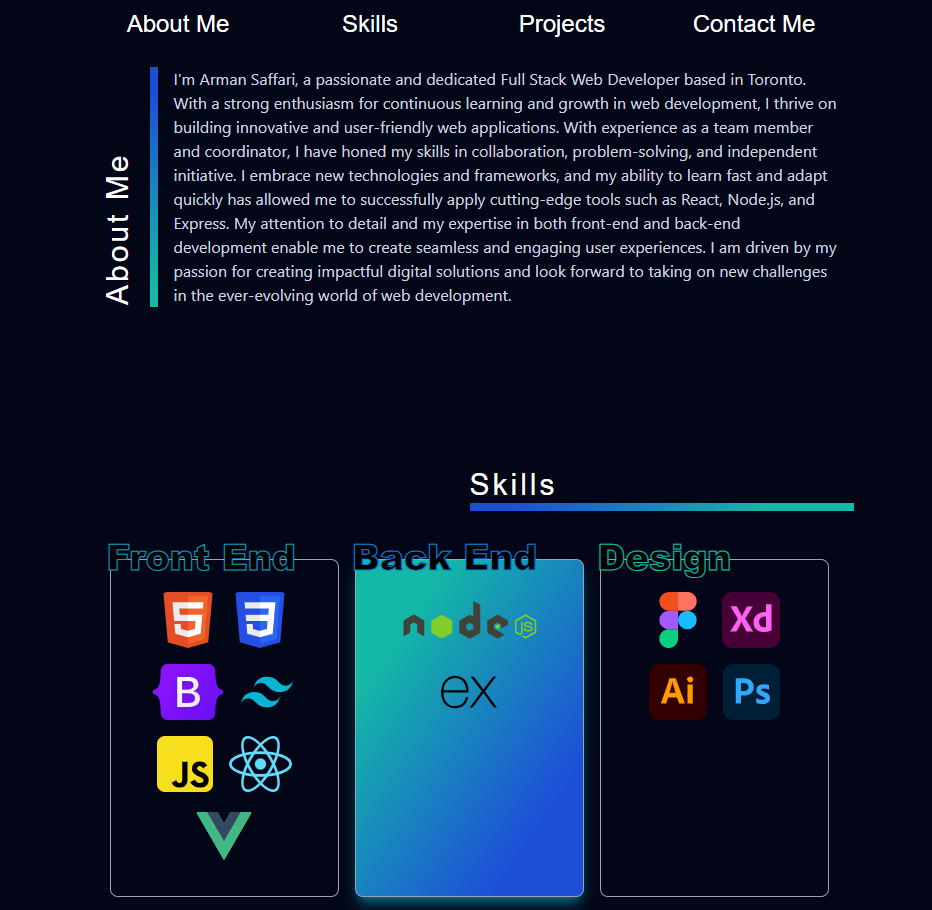 About Me Skills Projects Contact Me
I'm Arman Saffari, a passionate and dedicated Full Stack Web Developer based in Toronto.
With a strong enthusiasm for continuous learning and growth in web development, I thrive on
building innovative and user-friendly web applications. With experience as a team member
and coordinator, I have honed my skills in collaboration, problem-solving, and independent
initiative. I embrace new technologies and frameworks, and my ability to learn fast and adapt
quickly has allowed me to successfully apply cutting-edge tools such as React, Node.js, and
Express. My attention to detail and my expertise in both front-end and back-end
development enable me to create seamless and engaging user experiences. I am driven by my
passion for creating impactful digital solutions and look forward to taking on new challenges
in the ever-evolving world of web development.
About Me
Skills
Front End
5 3
B
JS
Back End
node JS
ex
Design
Xd
Ai Ps